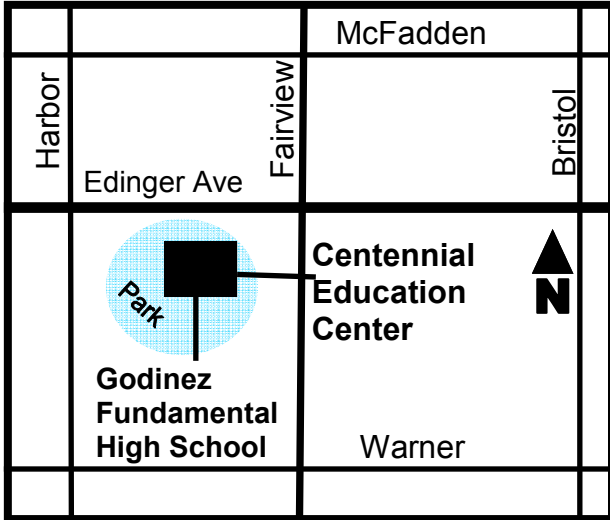 McFadden
Harbor
Fairview
Bristol
Edinger Ave
Centennial
Education
Center
N
Park
Godinez
Fundamental
High School
Warner